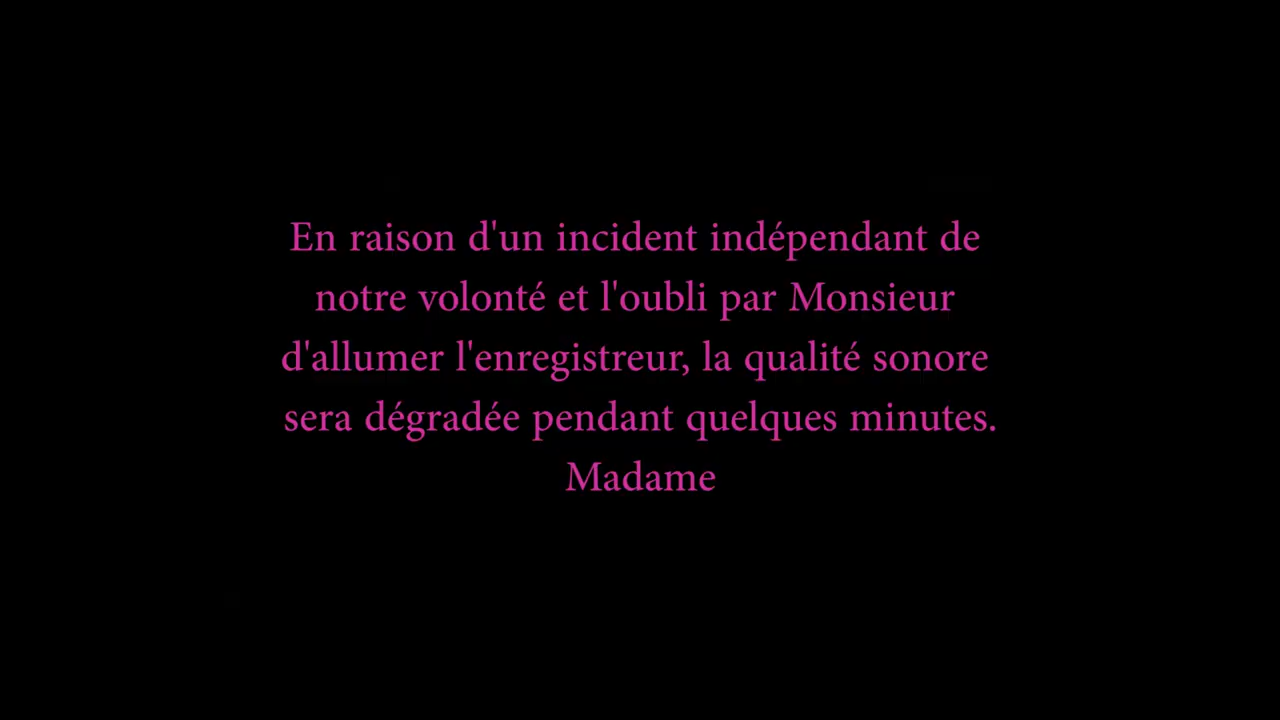 En raison d'un incident indépendant de
notre volonté et l'oubli par Monsieur
d'allumer l'enregistreur, la qualité sonore
sera dégradée pendant quelques minutes.
Madame